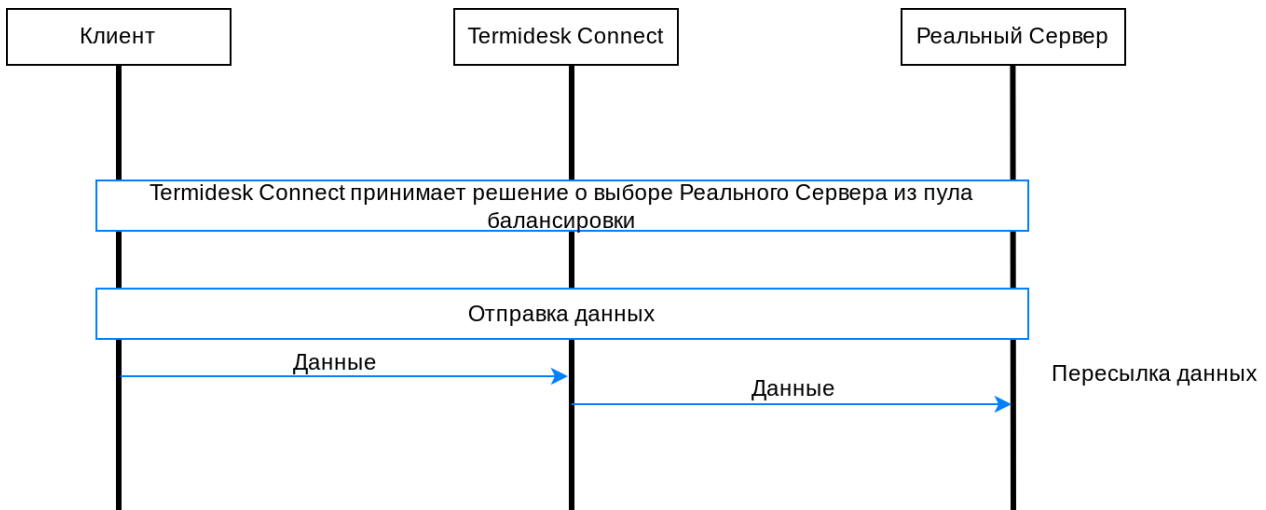 Клиент
Termidesk Connect
Реальный Сервер
Termidesk Connect принимает решение о выборе Реального Сервера из пула
балансировки
Отправка данных
Данные
Данные
Пересылка данных